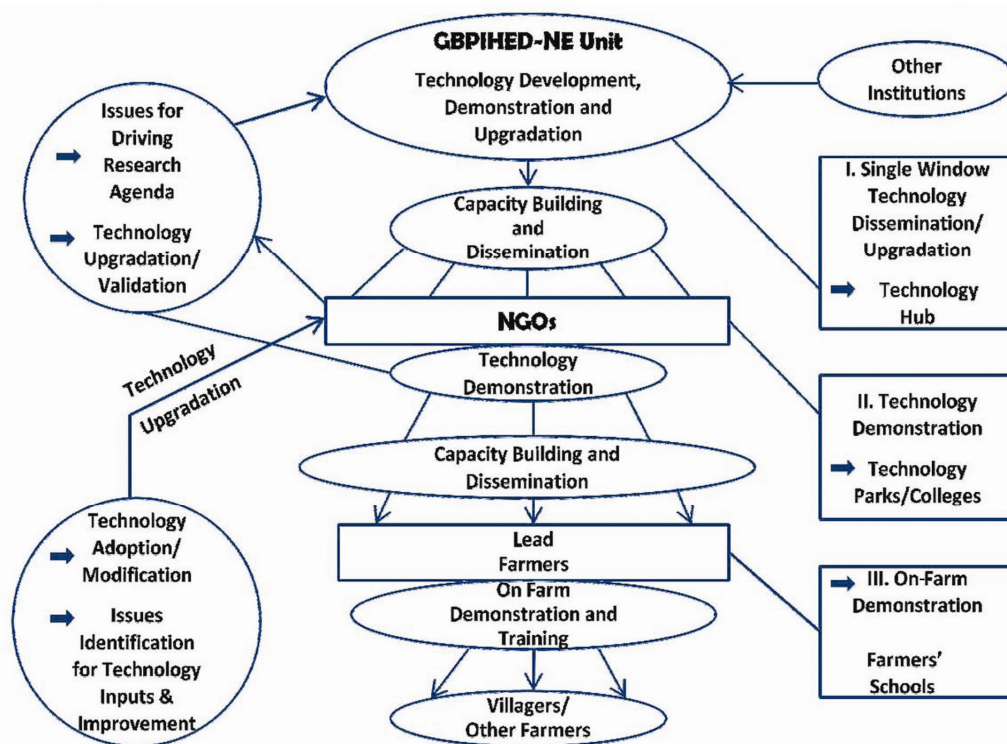 GBPIHED-NE Unit
Technology Development,
Demonstration and
Upgradation
Other
Institutions
Issues for
Driving
Research
Agenda
Technology
Upgradation/
Validation
Capacity Building
and
Dissemination
I. Single Window
Technology
Dissemination/
Upgradation
Technology
Hub
NGOs
Technology
Demonstration
Technology
Upgradation
II. Technology
Demonstration
Technology
Parks/Colleges
Capacity Building and
Dissemination
Technology
Adoption/
Modification
Issues
Identification
for Technology
Inputs &
Improvement
Lead
Farmers
On Farm
Demonstration and
Training
III. On-Farm
Demonstration
Farmers'
Schools
Villagers/
Other Farmers